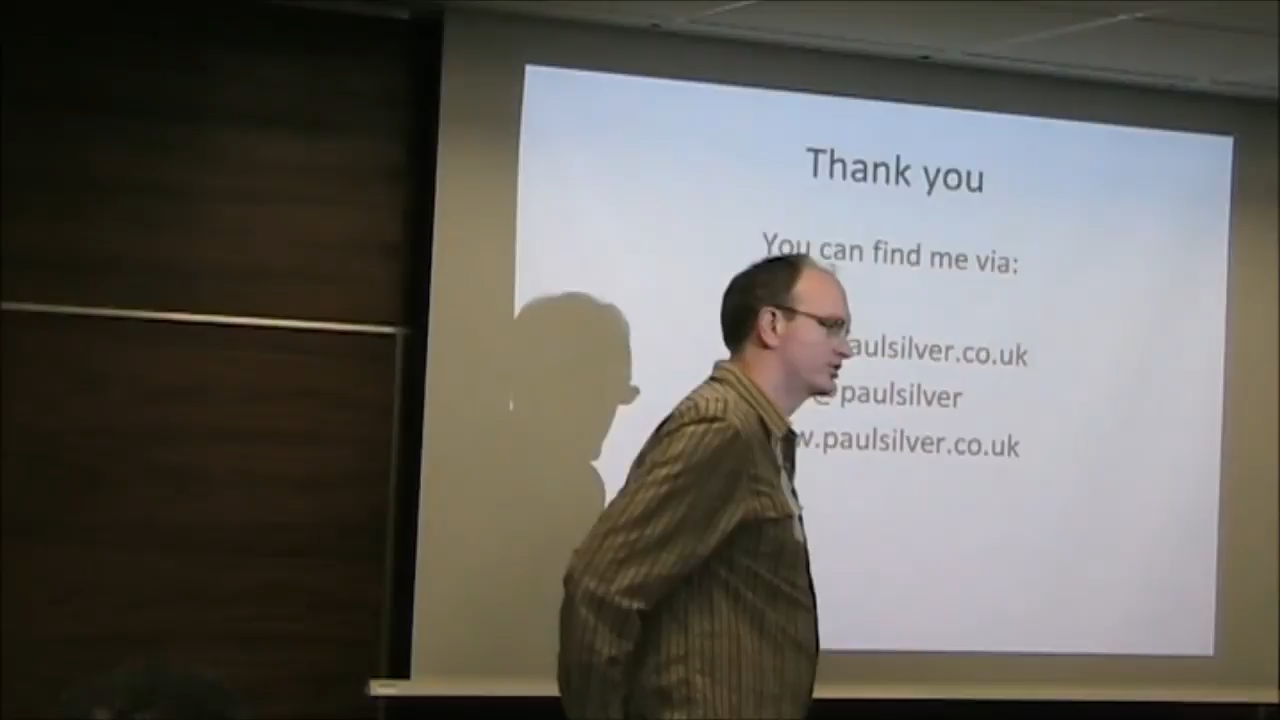 Thank you
You can find me via:
aulsilver.co.uk
@paulsilver
w.paulsilver.co.uk